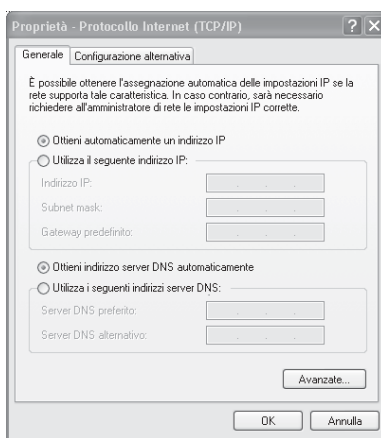 Proprietà - Protocollo Internet (TCP/IP)
Generale
Configurazione alternativa
È possibile ottenere l'assegnazione automatica delle impostazioni IP se la
rete supporta tale caratteristica. In caso contrario, sarà necessario
richiedere all'amministratore di rete le impostazioni IP corrette.
Ottieni automaticamente un indirizzo IP
Utilizza il seguente indirizzo IP:
Indirizzo IP:
Subnet mask:
Gateway predefinito:
Ottieni indirizzo server DNS automaticamente
Utilizza i seguenti indirizzi server DNS:
Server DNS preferito:
Server DNS alternativo:
Avanzate...
OK
Annulla